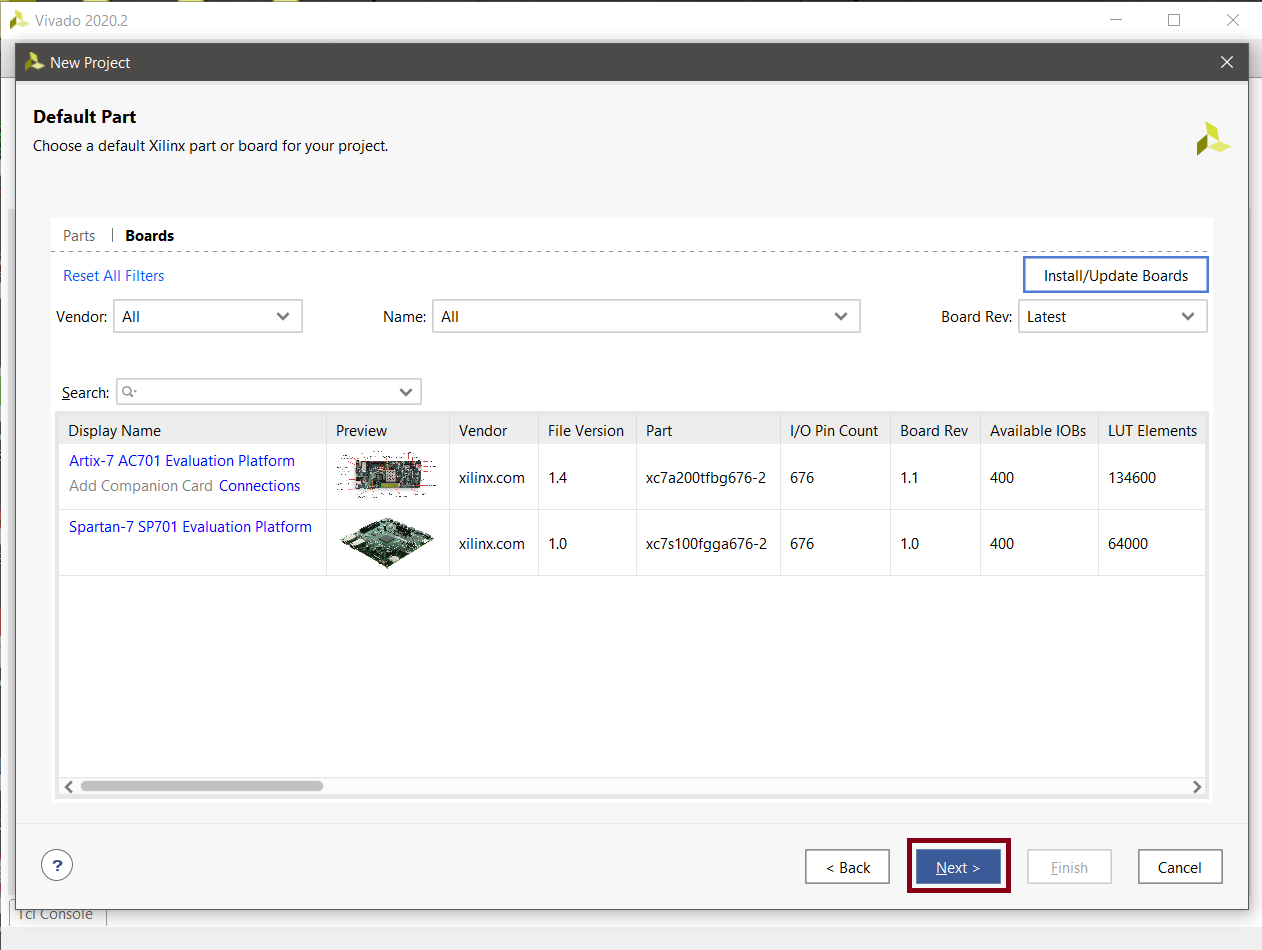 Vivado 2020.2
New Project
Default Part
Choose a default Xilinx part or board for your project.
Parts | Boards
Reset All Filters
Install/Update Boards
Vendor: All Name: All Board Rev: Latest
Search:
Display Name Preview Vendor File Version Part I/O Pin Count Board Rev Available IOBs LUT Elements
Artix-7 AC701 Evaluation Platform
Add Companion Card Connections
xilinx.com 1.4 xc7a200tfbg676-2 676 1.1 400 134600
Spartan-7 SP701 Evaluation Platform
xilinx.com 1.0 xc7s100fgga676-2 676 1.0 400 64000
? < Back Next > Finish Cancel
Tcl Console